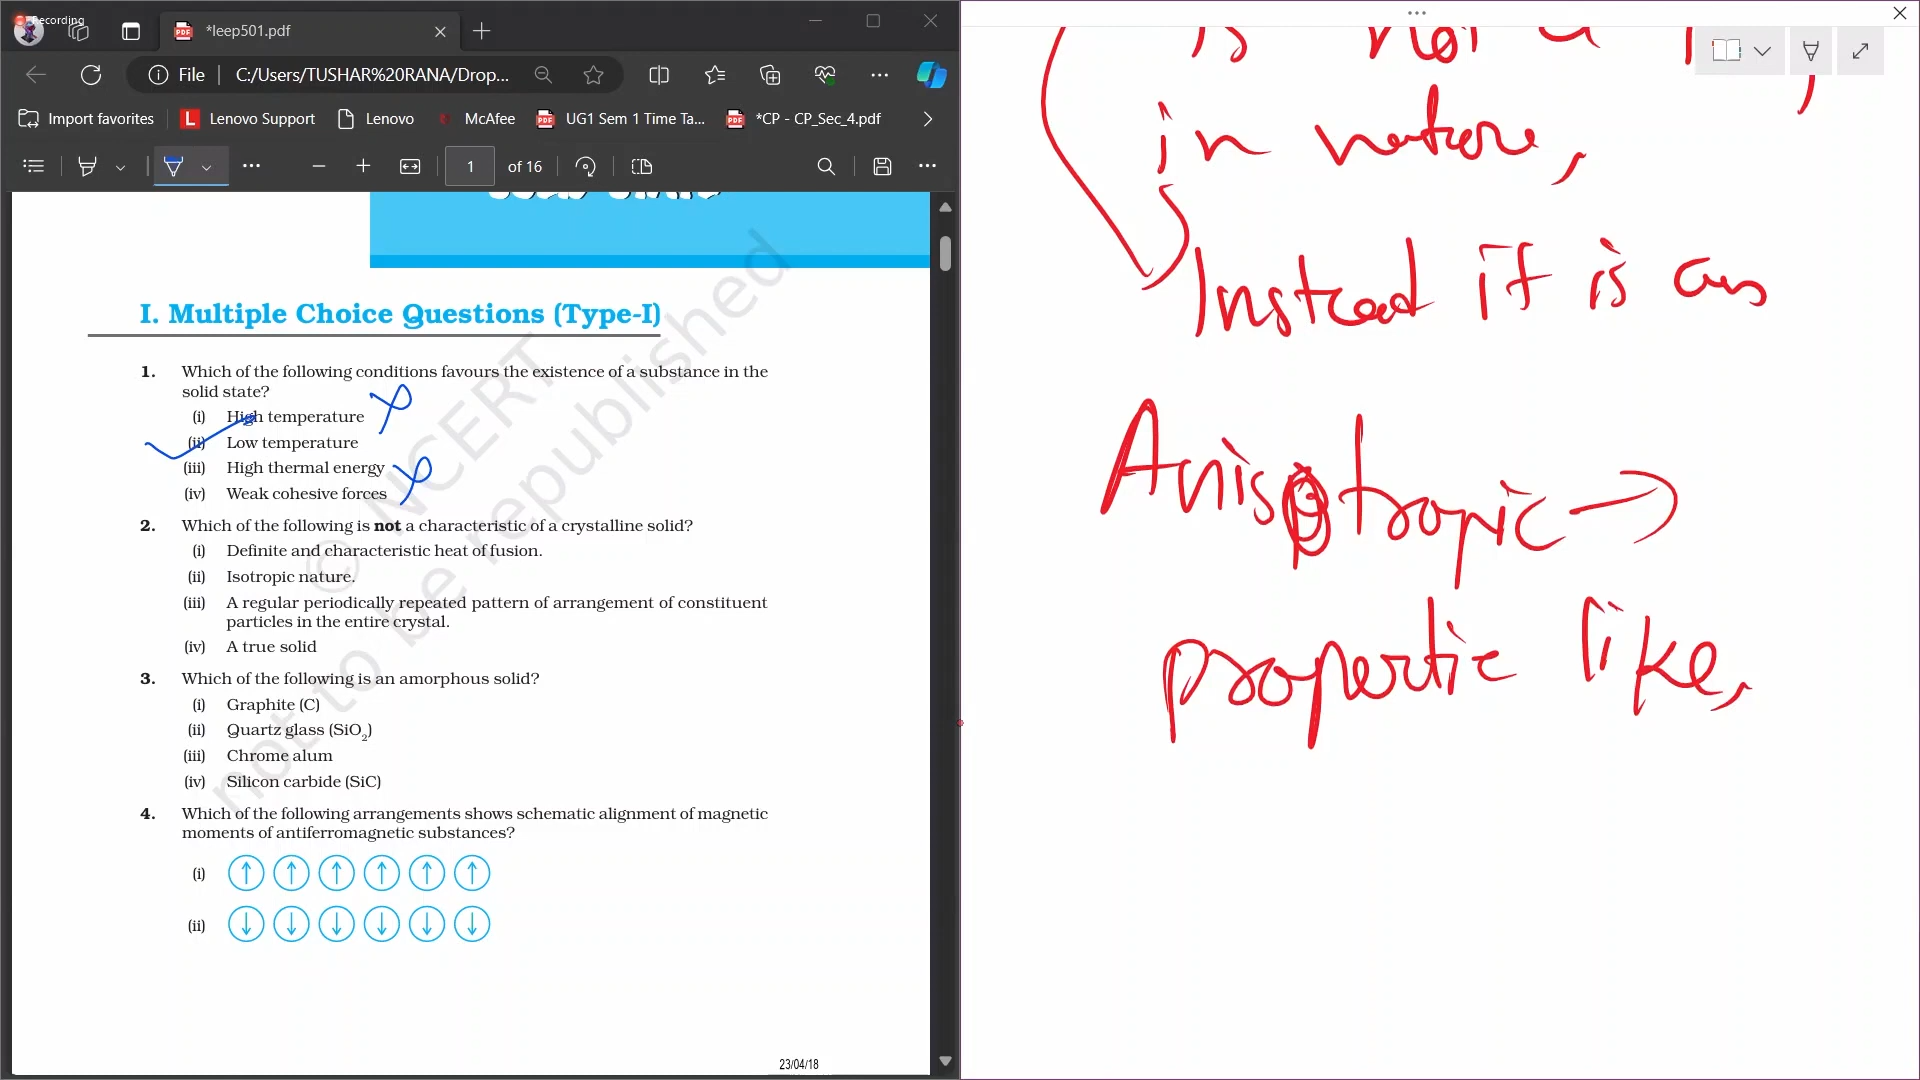 Recording
*leep501.pdf
File
C:/Users/TUSHAR%20RANA/Drop...
Import favorites
Lenovo Support
Lenovo
McAfee
UG1 Sem 1 Time Ta...
*CP - CP_Sec_4.pdf
1 of 16
I. Multiple Choice Questions (Type-I)
1. Which of the following conditions favours the existence of a substance in the
solid state?
(i) High temperature
(ii) Low temperature
(iii) High thermal energy
(iv) Weak cohesive forces
2. Which of the following is not a characteristic of a crystalline solid?
(i) Definite and characteristic heat of fusion.
(ii) Isotropic nature.
(iii) A regular periodically repeated pattern of arrangement of constituent
particles in the entire crystal.
(iv) A true solid
3. Which of the following is an amorphous solid?
(i) Graphite (C)
(ii) Quartz glass (SiO₂)
(iii) Chrome alum
(iv) Silicon carbide (SiC)
4. Which of the following arrangements shows schematic alignment of magnetic
moments of antiferromagnetic substances?
(i) ↑ ↑ ↑ ↑ ↑ ↑
(ii) ↓ ↓ ↓ ↓ ↓ ↓
23/04/18
© NCERT
not to be republished
is not a
in nature,
Instead it is an
Anisotropic →
propertie like,